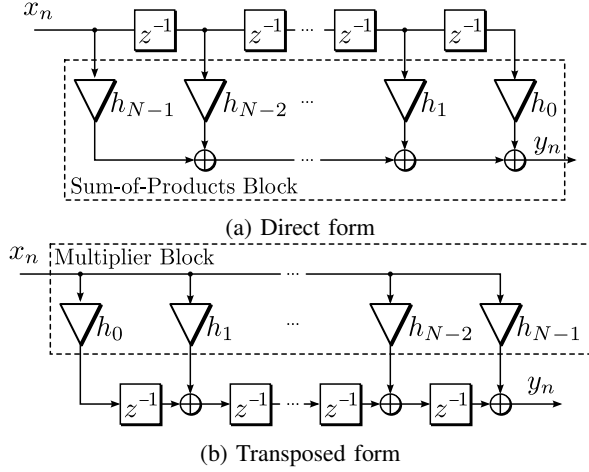 x_n
z^{-1} z^{-1} ... z^{-1} z^{-1}
h_{N-1} h_{N-2} ... h_1 h_0
... y_n
Sum-of-Products Block
(a) Direct form
x_n Multiplier Block
...
h_0 h_1 ... h_{N-2} h_{N-1}
z^{-1} z^{-1} ... z^{-1} z^{-1} y_n
(b) Transposed form